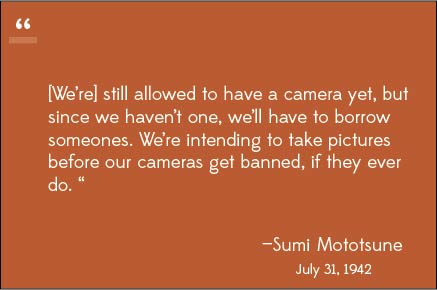 “
[We're] still allowed to have a camera yet, but
since we haven't one, we'll have to borrow
someones. We're intending to take pictures
before our cameras get banned, if they ever
do. “
–Sumi Mototsune
July 31, 1942